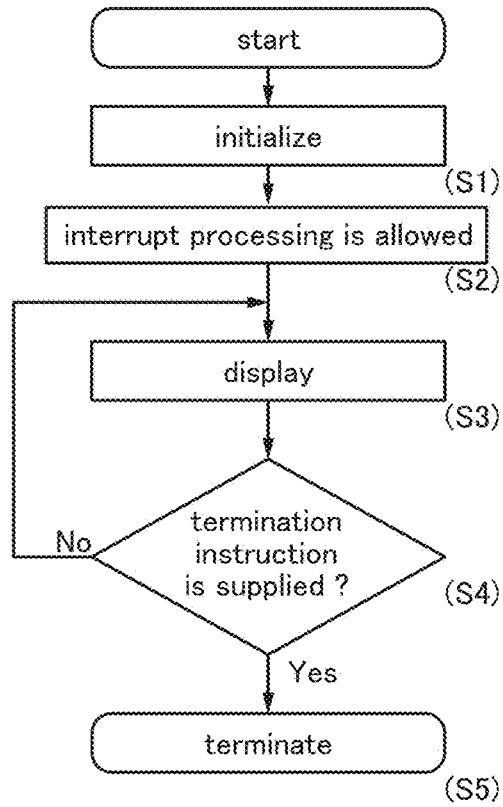 start
initialize
(S1)
interrupt processing is allowed
(S2)
display
(S3)
termination
instruction
is supplied ?
No
(S4)
Yes
terminate
(S5)